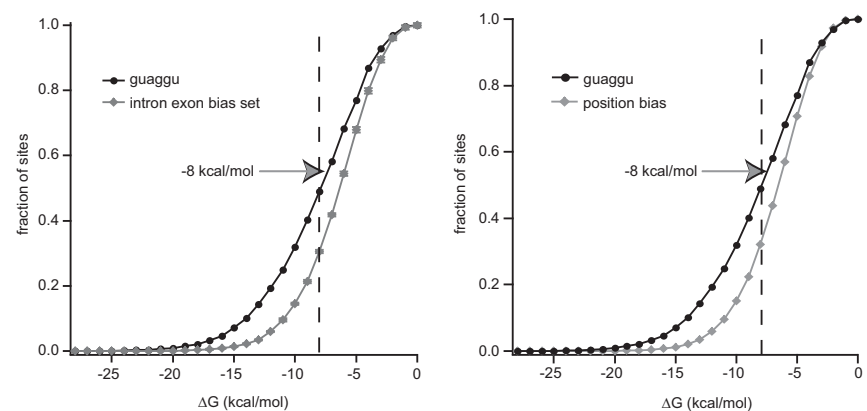 1.0
0.8
0.6
0.4
0.2
0.0
fraction of sites
guaggu
intron exon bias set
-8 kcal/mol
-25 -20 -15 -10 -5 0
ΔG (kcal/mol)
1.0
0.8
0.6
0.4
0.2
0.0
fraction of sites
guaggu
position bias
-8 kcal/mol
-25 -20 -15 -10 -5 0
ΔG (kcal/mol)